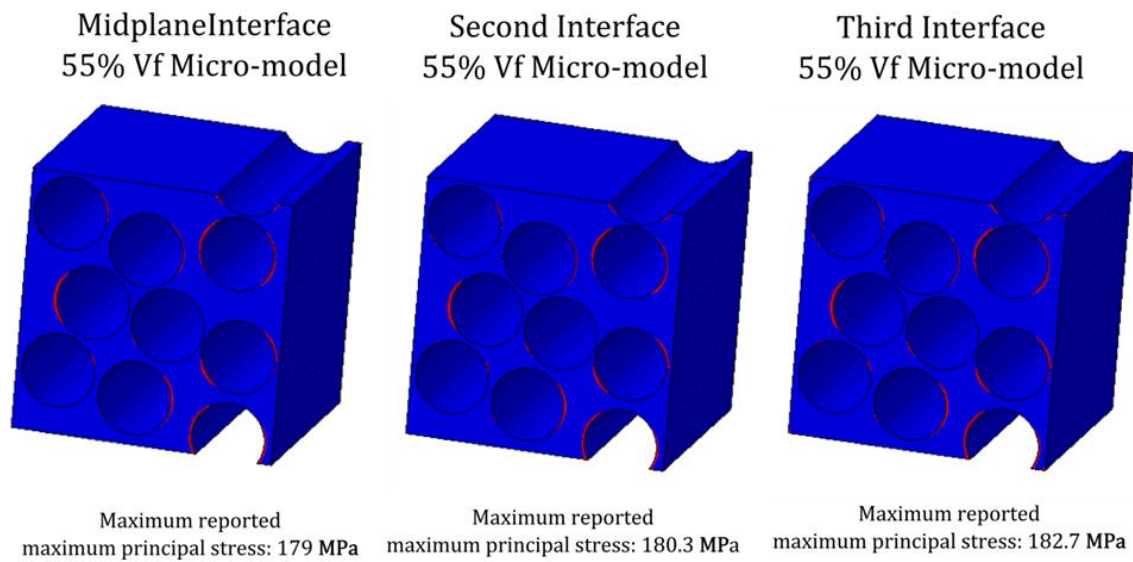 MidplaneInterface
55% Vf Micro-model
Second Interface
55% Vf Micro-model
Third Interface
55% Vf Micro-model
Maximum reported
maximum principal stress: 179 MPa
Maximum reported
maximum principal stress: 180.3 MPa
Maximum reported
maximum principal stress: 182.7 MPa